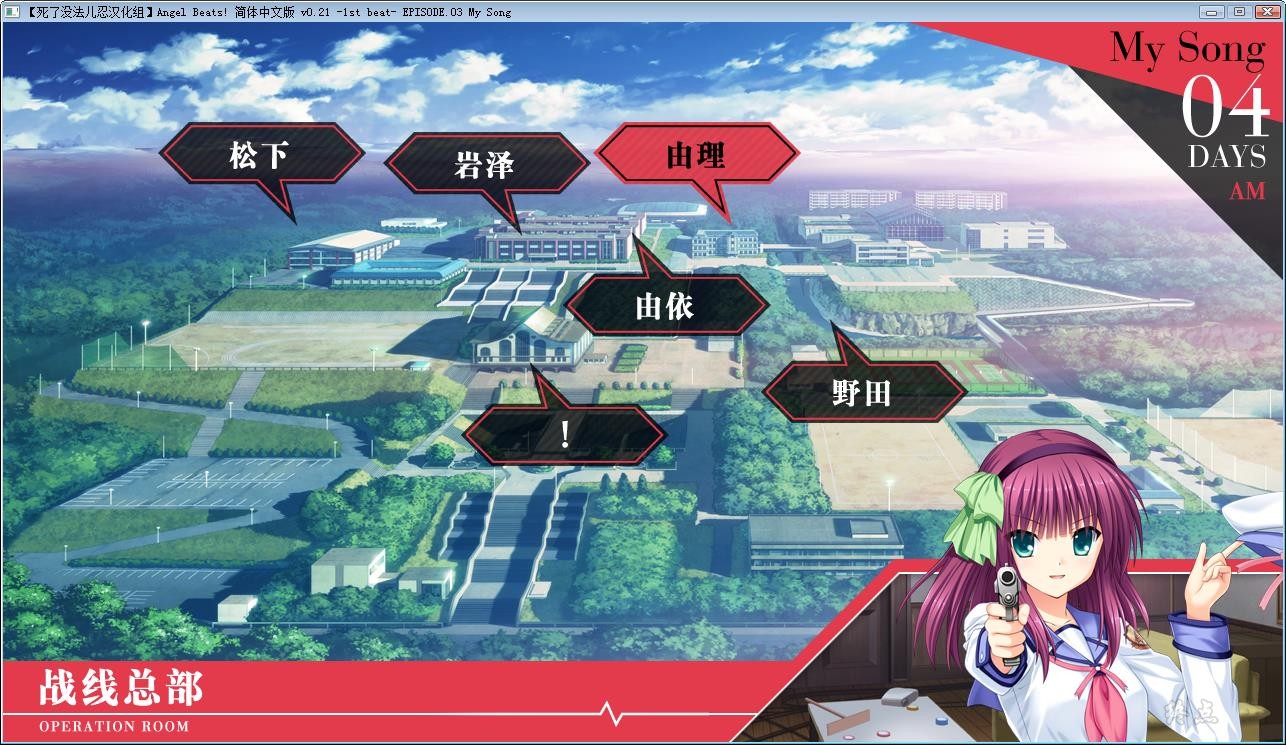 【死了没法儿忍汉化组】Angel Beats! 简体中文版 v0.21 -1st beat- EPISODE.03 My Song
My Song
04
DAYS
AM
松下
岩泽
由理
由依
野田
!
战线总部
OPERATION ROOM
终点